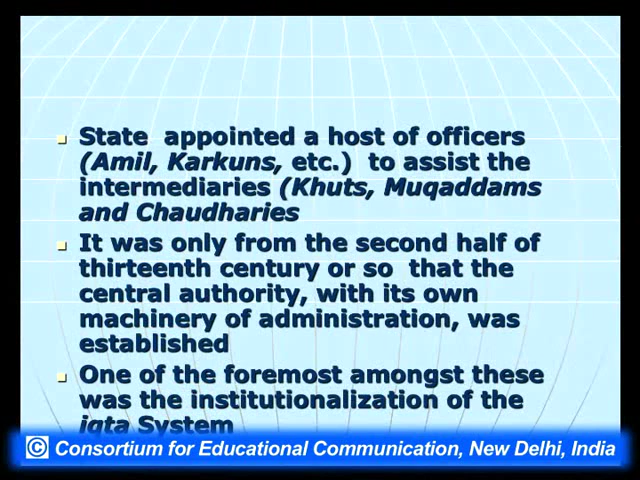 State appointed a host of officers
(Amil, Karkuns, etc.) to assist the
intermediaries (Khuts, Muqaddams
and Chaudharies
It was only from the second half of
thirteenth century or so that the
central authority, with its own
machinery of administration, was
established
One of the foremost amongst these
was the institutionalization of the
iqta System
© Consortium for Educational Communication, New Delhi, India